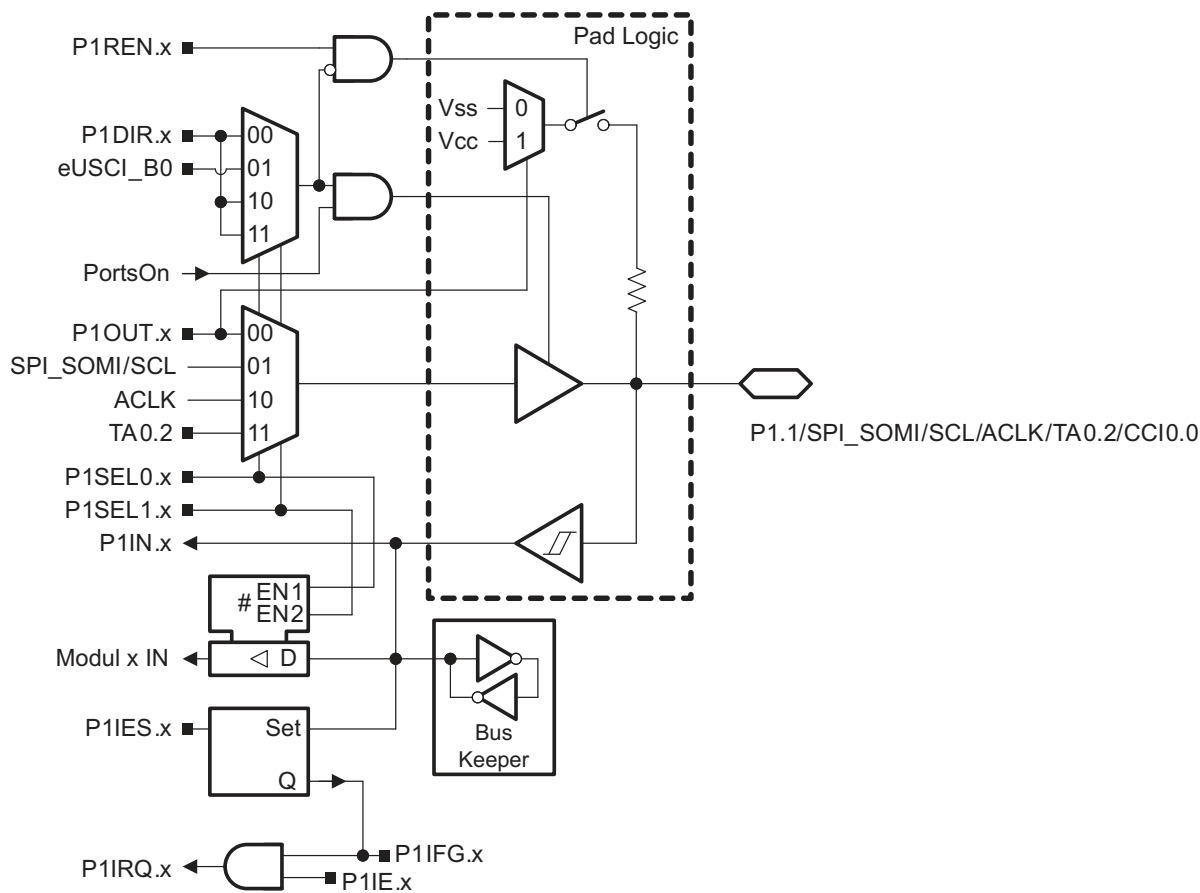 P1REN.x
Pad Logic
Vss
0
Vcc
1
P1DIR.x
00
eUSCI_B0
01
10
11
PortsOn
P1OUT.x
00
SPI_SOMI/SCL
01
ACLK
10
TA0.2
11
P1.1/SPI_SOMI/SCL/ACLK/TA0.2/CCI0.0
P1SEL0.x
P1SEL1.x
P1IN.x
# EN1
EN2
Modul x IN
D
P1IES.x
Set
Q
Bus
Keeper
P1IRQ.x
P1IFG.x
P1IE.x